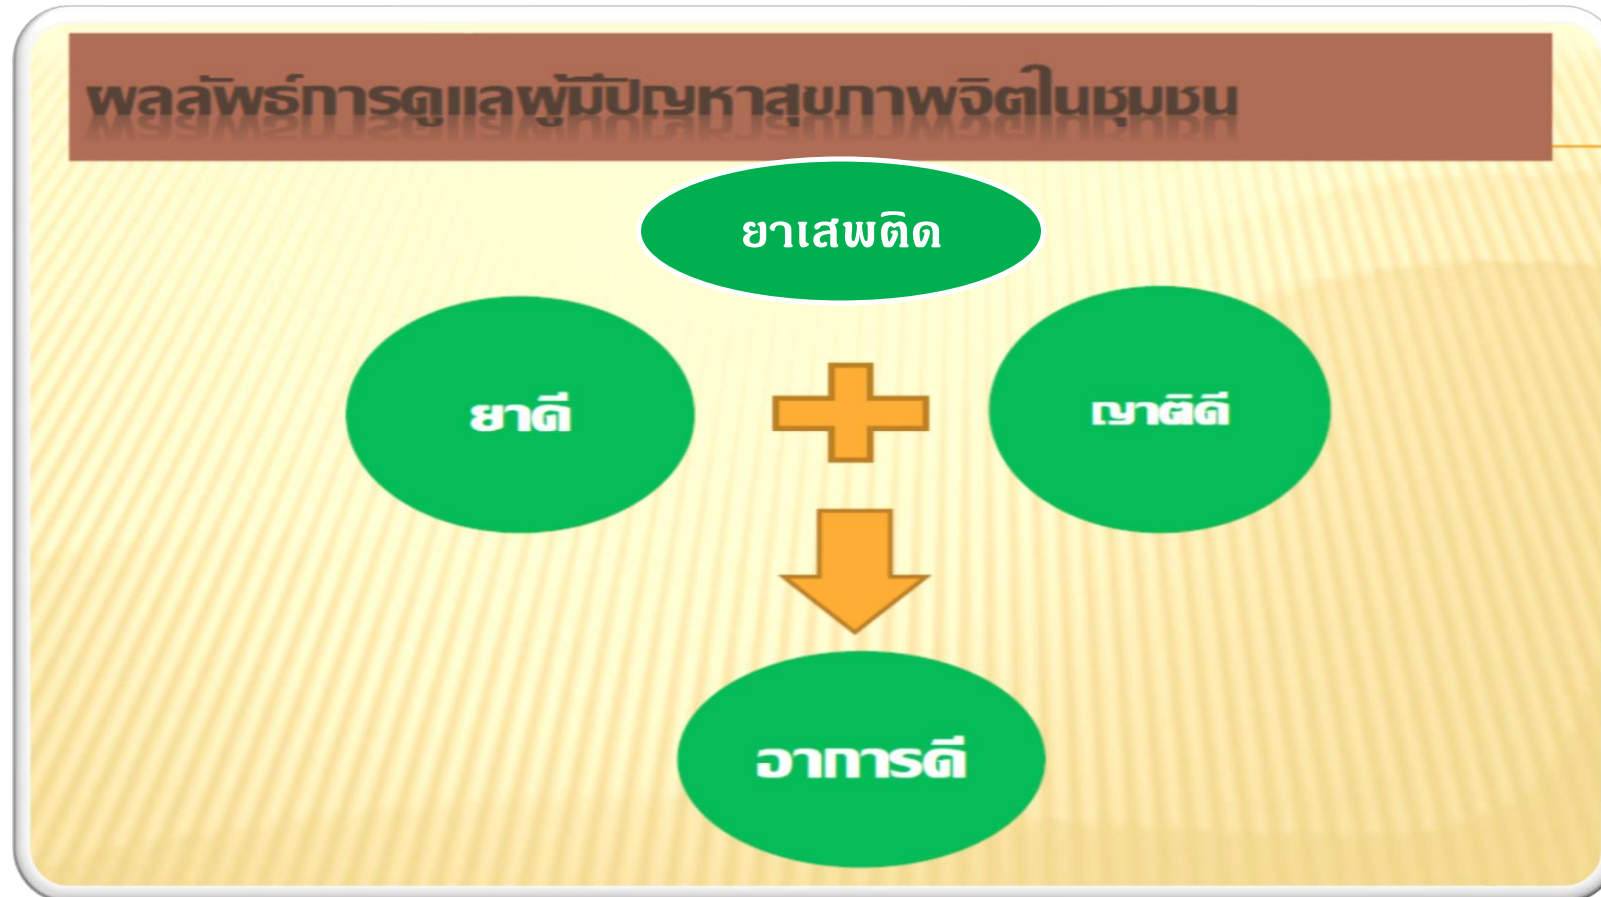 ผลลัพธ์การดูแลผู้มีปัญหาสุขภาพจิตในชุมชน
ยาเสพติด
ยาดี
ญาติดี
อาการดี